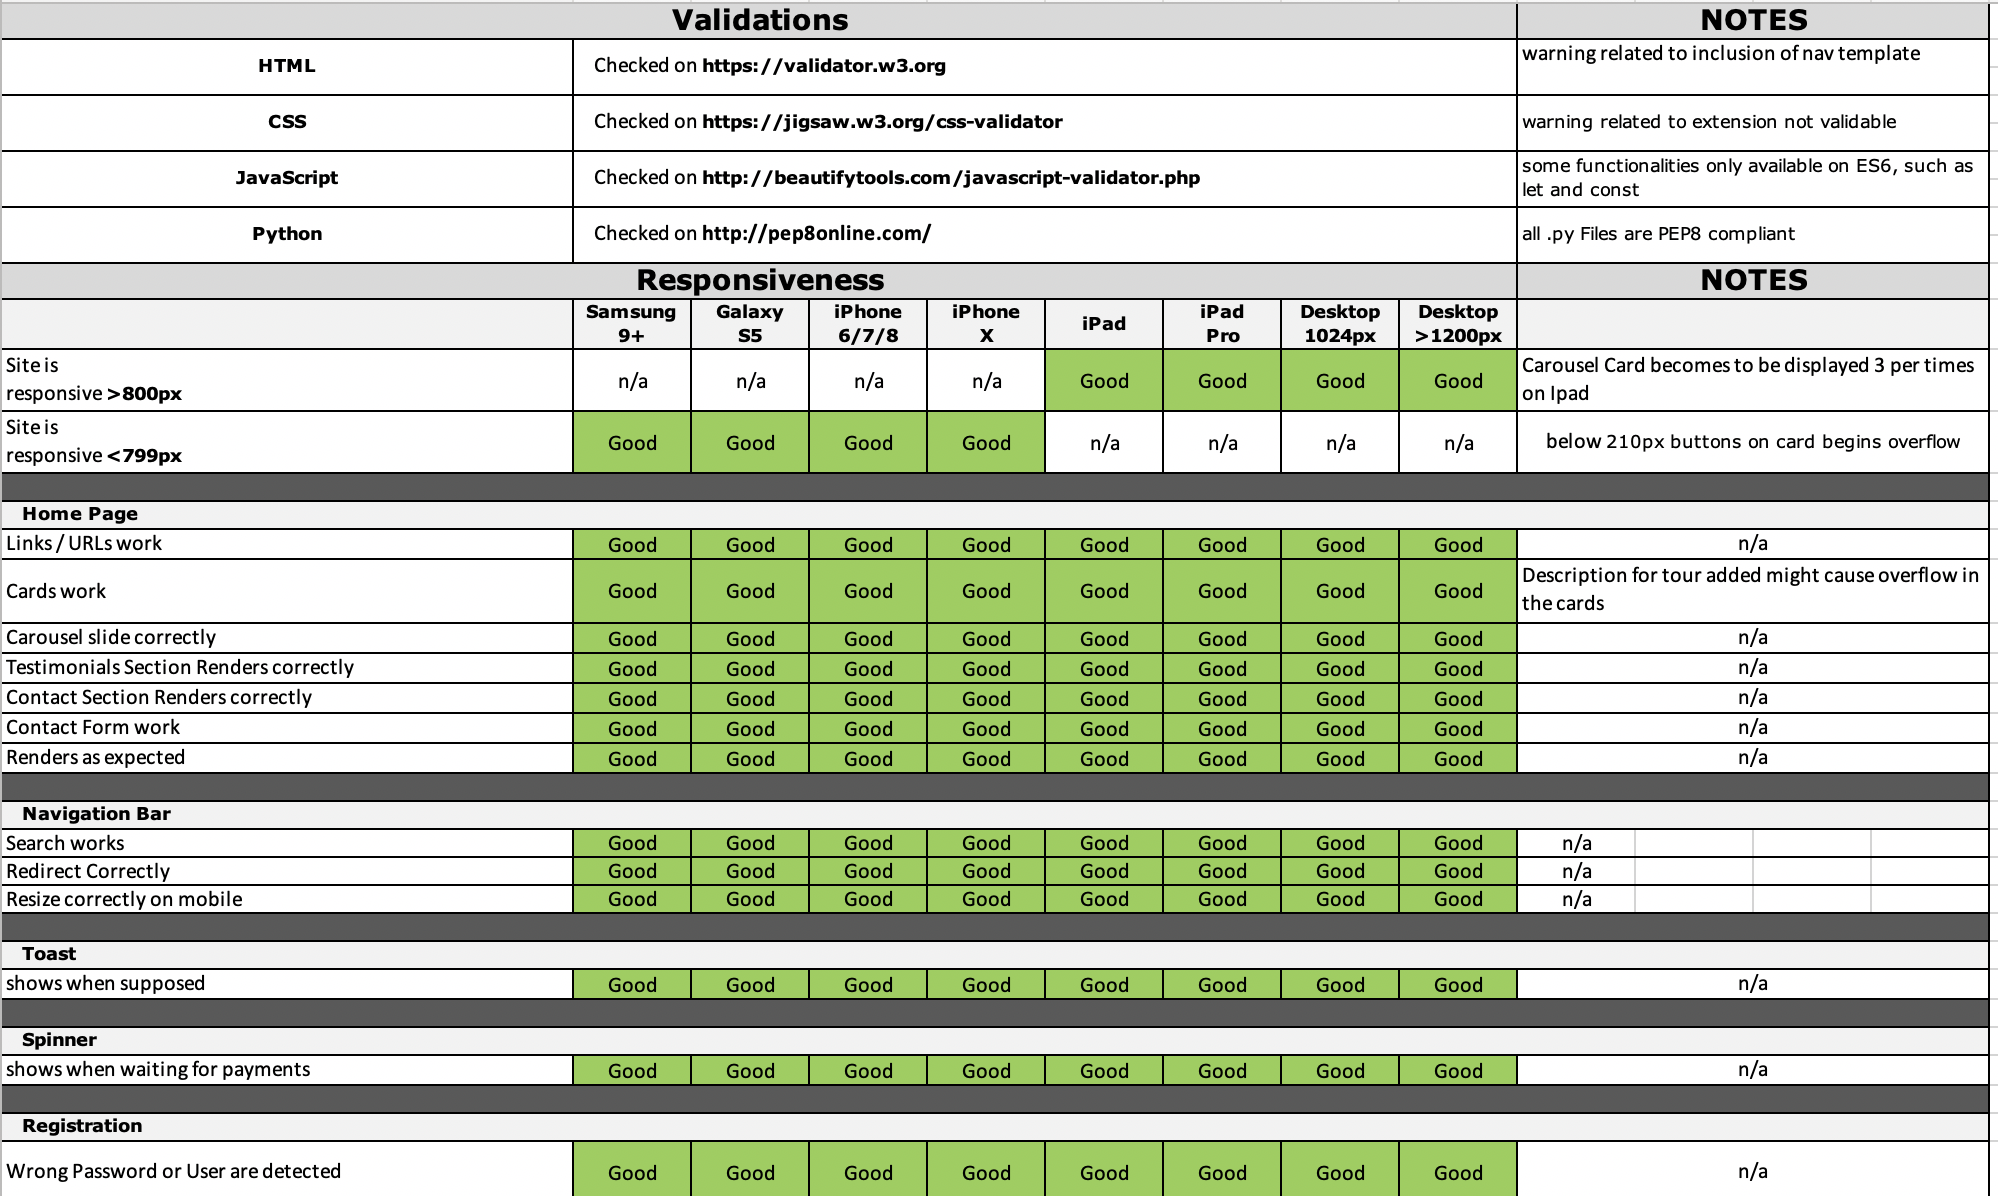 Validations NOTES
HTML Checked on https://validator.w3.org warning related to inclusion of nav template
CSS Checked on https://jigsaw.w3.org/css-validator warning related to extension not validable
JavaScript Checked on http://beautifytools.com/javascript-validator.php some functionalities only available on ES6, such as
let and const
Python Checked on http://pep8online.com/ all .py Files are PEP8 compliant
Responsiveness NOTES
Samsung Galaxy iPhone iPhone iPad iPad Desktop Desktop
9+ S5 6/7/8 X Pro 1024px >1200px
Site is
responsive >800px n/a n/a n/a n/a Good Good Good Good Carousel Card becomes to be displayed 3 per times
on Ipad
Site is
responsive <799px Good Good Good Good n/a n/a n/a n/a below 210px buttons on card begins overflow
Home Page
Links / URLs work Good Good Good Good Good Good Good Good n/a
Cards work Good Good Good Good Good Good Good Good Description for tour added might cause overflow in
the cards
Carousel slide correctly Good Good Good Good Good Good Good Good n/a
Testimonials Section Renders correctly Good Good Good Good Good Good Good Good n/a
Contact Section Renders correctly Good Good Good Good Good Good Good Good n/a
Contact Form work Good Good Good Good Good Good Good Good n/a
Renders as expected Good Good Good Good Good Good Good Good n/a
Navigation Bar
Search works Good Good Good Good Good Good Good Good n/a
Redirect Correctly Good Good Good Good Good Good Good Good n/a
Resize correctly on mobile Good Good Good Good Good Good Good Good n/a
Toast
shows when supposed Good Good Good Good Good Good Good Good n/a
Spinner
shows when waiting for payments Good Good Good Good Good Good Good Good n/a
Registration
Wrong Password or User are detected Good Good Good Good Good Good Good Good n/a